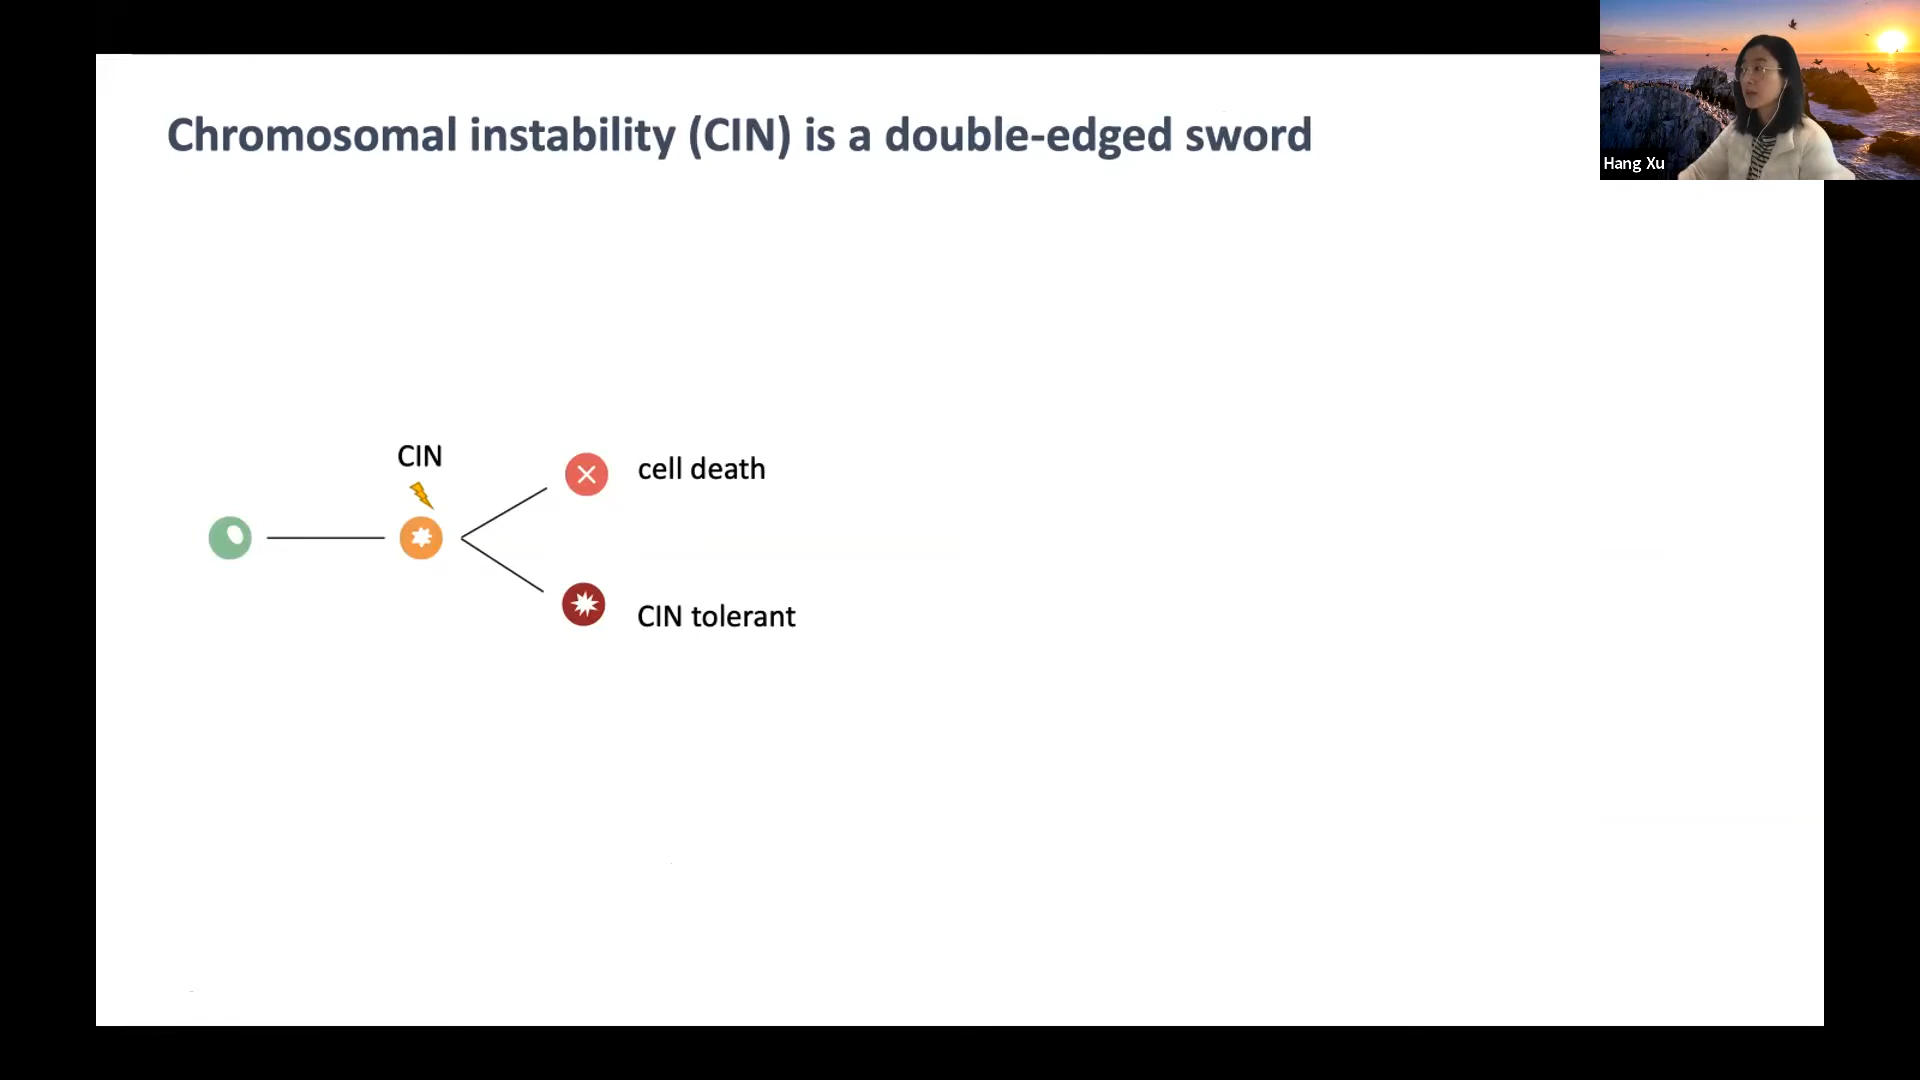 Chromosomal instability (CIN) is a double-edged sword
Hang Xu
CIN
cell death
CIN tolerant